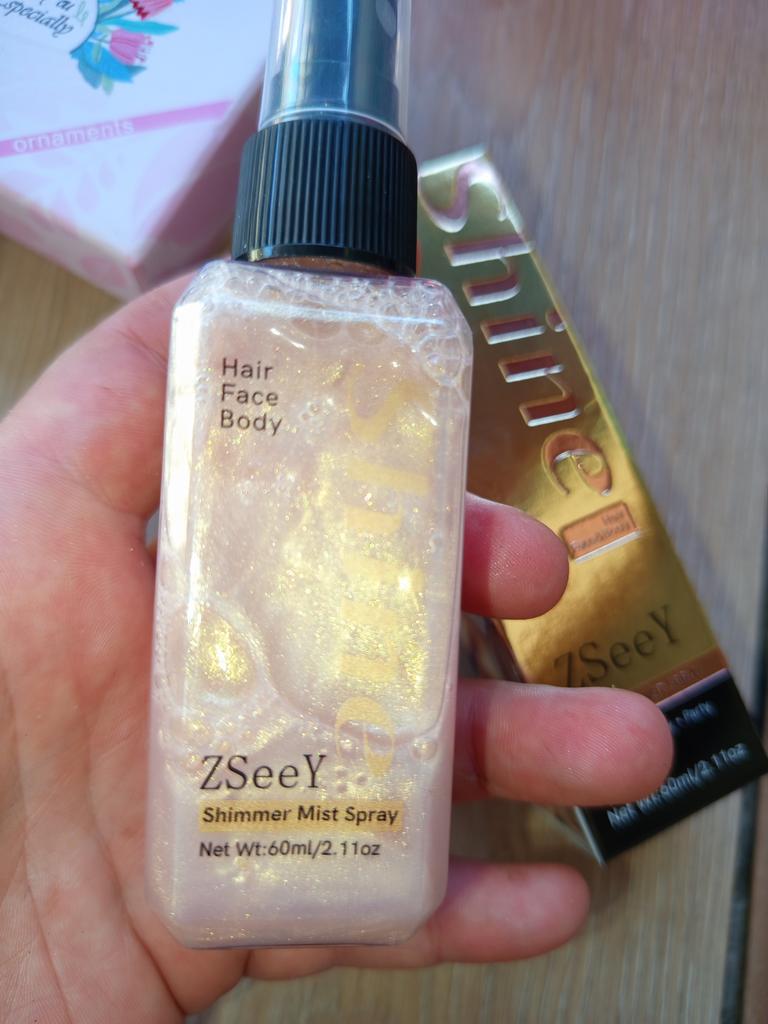 especially
ornaments
Hair
Face
Body
Shine
ZSeeY
Shimmer Mist Spray
Net Wt:60ml/2.11oz
Shine
Hair
ZSeeY
Net Wt:60ml/2.11oz